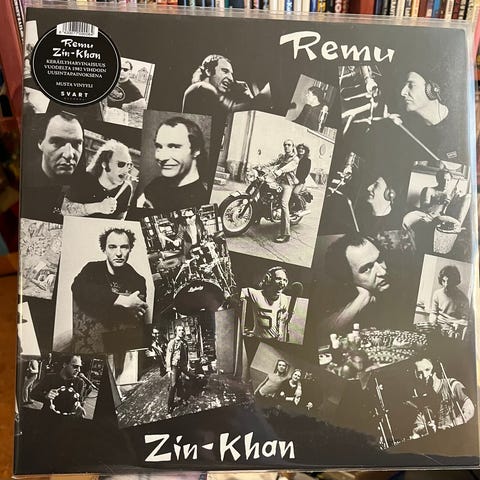 Remu
Zin-Khan
KERÄILYHARVINAISUUS
VUODELTA 1982 VIHDOIN
UUSINTAPAINOKSENA
MUSTA VINYYLI
SVART
Remu
Zin-Khan